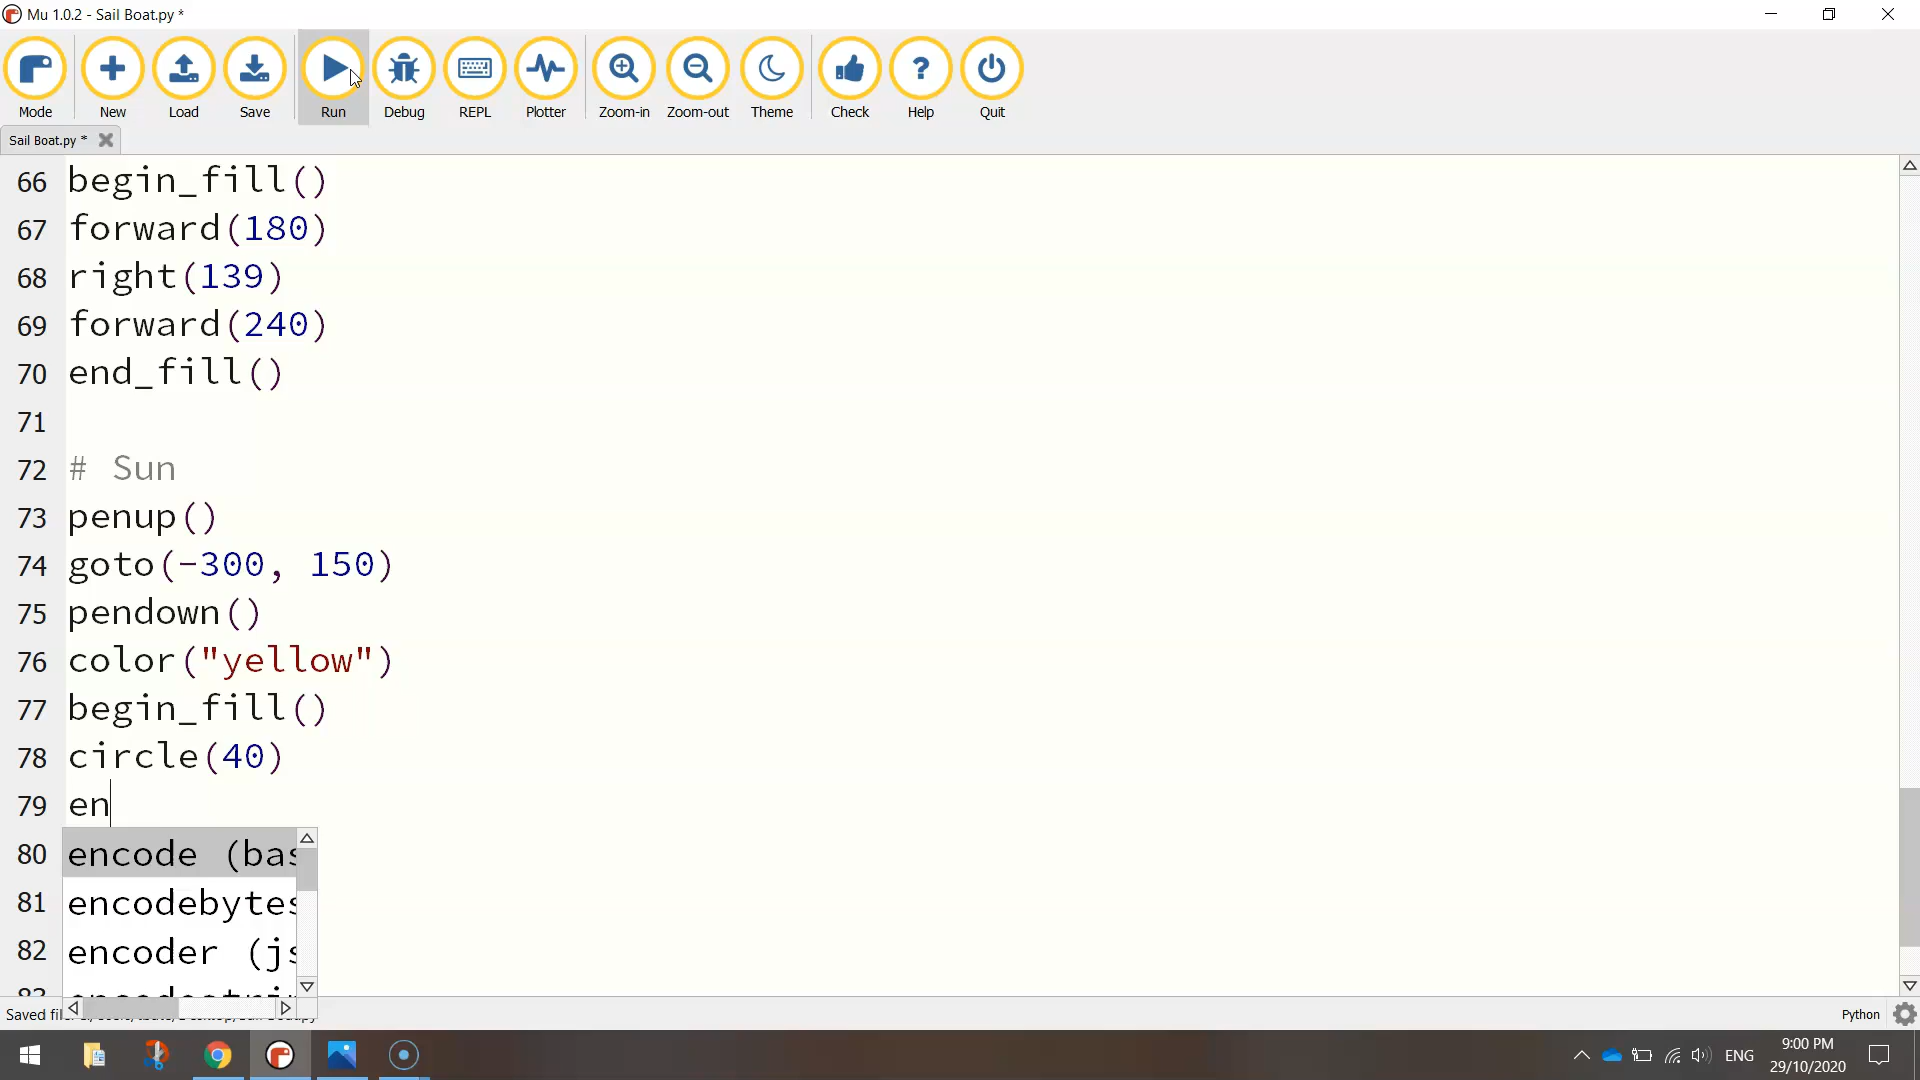 Mu 1.0.2 - Sail Boat.py *
Mode New Load Save Run Debug REPL Plotter Zoom-in Zoom-out Theme Check ? Help Quit
Sail Boat.py *
66 begin_fill()
67 forward(180)
68 right(139)
69 forward(240)
70 end_fill()
71
72 # Sun
73 penup()
74 goto(-300, 150)
75 pendown()
76 color("yellow")
77 begin_fill()
78 circle(40)
79 en
80 encode (bas
81 encodebytes
82 encoder (js
Saved
Python
ENG
9:00 PM
29/10/2020